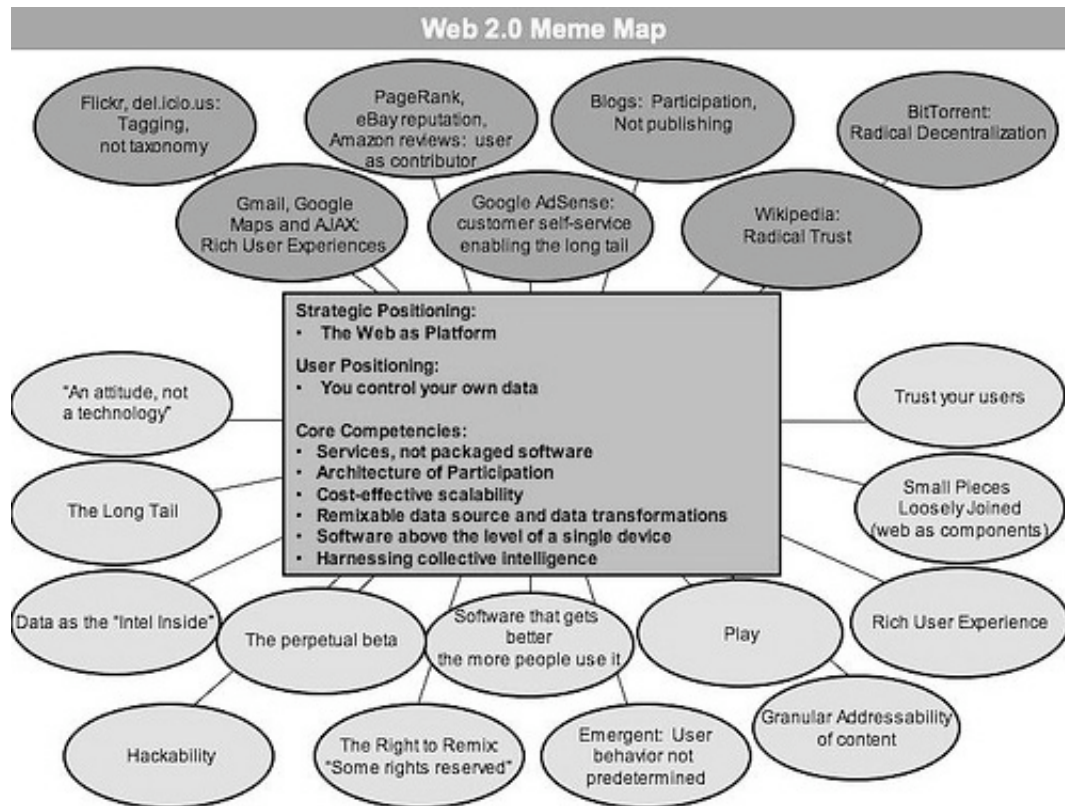 Web 2.0 Meme Map
Flickr, del.icio.us:
Tagging,
not taxonomy
PageRank,
eBay reputation,
Amazon reviews: user
as contributor
Blogs: Participation,
Not publishing
BitTorrent:
Radical Decentralization
Gmail, Google
Maps and AJAX:
Rich User Experiences
Google AdSense:
customer self-service
enabling the long tail
Wikipedia:
Radical Trust
Strategic Positioning:
• The Web as Platform
User Positioning:
• You control your own data
Core Competencies:
• Services, not packaged software
• Architecture of Participation
• Cost-effective scalability
• Remixable data source and data transformations
• Software above the level of a single device
• Harnessing collective intelligence
"An attitude, not
a technology"
The Long Tail
Data as the "Intel Inside"
Trust your users
Small Pieces
Loosely Joined
(web as components)
Rich User Experience
The perpetual beta
Software that gets
better
the more people use it
Play
Hackability
The Right to Remix:
"Some rights reserved"
Emergent: User
behavior not
predetermined
Granular Addressability
of content